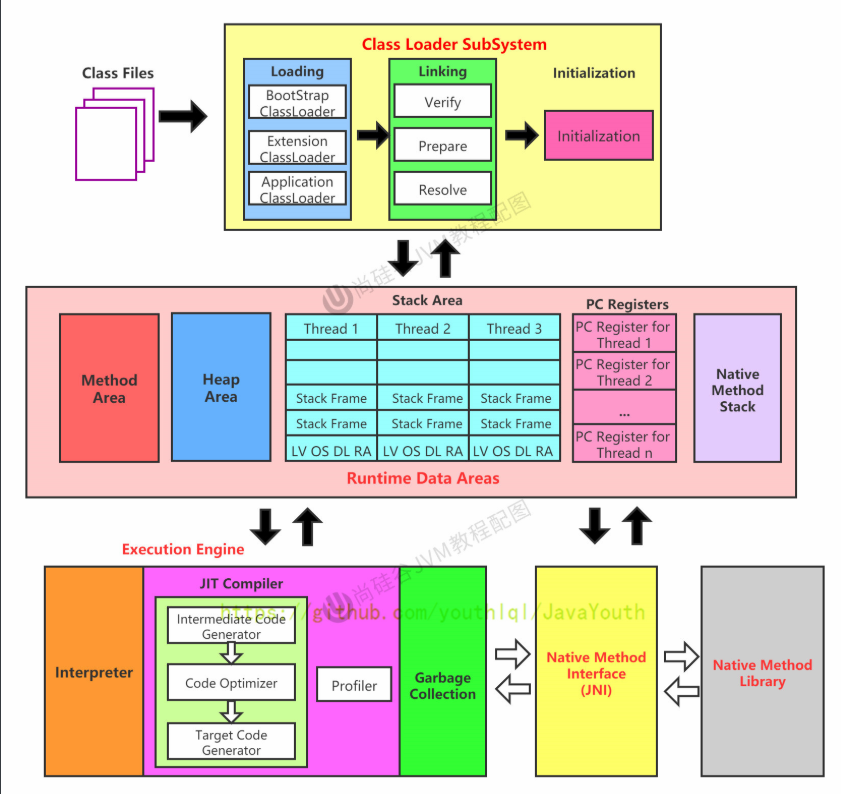 Class Loader SubSystem
Class Files
Loading
BootStrap
ClassLoader
Extension
ClassLoader
Application
ClassLoader
Linking
Verify
Prepare
Resolve
Initialization
Initialization
尚硅谷JVM教程配图
Stack Area
PC Registers
Method
Area
Heap
Area
Thread 1
Thread 2
Thread 3
Stack Frame
Stack Frame
Stack Frame
Stack Frame
Stack Frame
Stack Frame
LV OS DL RA
LV OS DL RA
LV OS DL RA
PC Register for
Thread 1
PC Register for
Thread 2
...
PC Register for
Thread n
Native
Method
Stack
Runtime Data Areas
尚硅谷JVM教程配图
Execution Engine
Interpreter
JIT Compiler
https://github.com/youthlql/JavaYouth
Intermediate Code
Generator
Code Optimizer
Target Code
Generator
Profiler
Garbage
Collection
Native Method
Interface
(JNI)
Native Method
Library